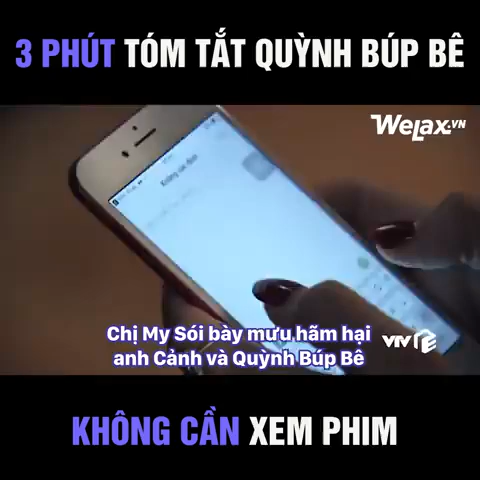 3 PHÚT TÓM TẮT QUỲNH BÚP BÊ
WeLax.VN
Chị My Sói bày mưu hãm hại
anh Cảnh và Quỳnh Búp Bê
VTV
KHÔNG CẦN XEM PHIM